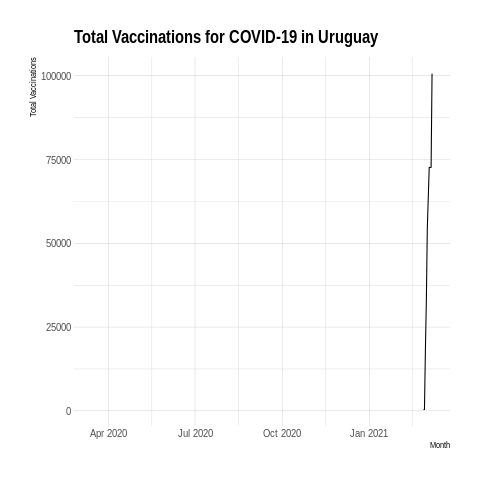 Total Vaccinations for COVID-19 in Uruguay
Total Vaccinations
100000
75000
50000
25000
0
Apr 2020 Jul 2020 Oct 2020 Jan 2021
Month